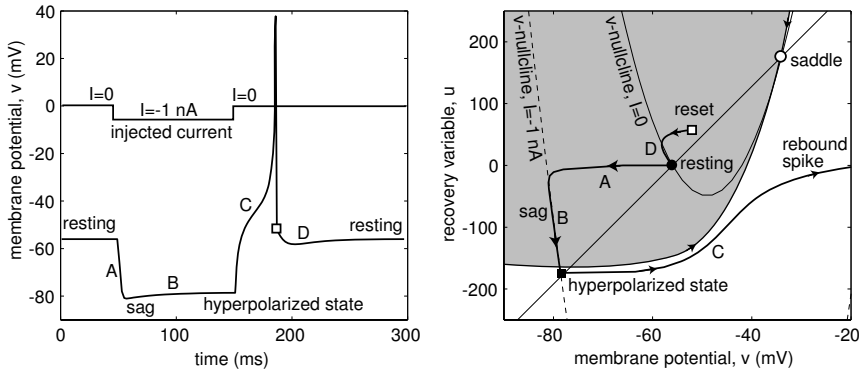 membrane potential, v (mV)
40
20
0
-20
-40
-60
-80
I=0
I=-1 nA
I=0
injected current
C
resting
D
resting
A
B
sag
hyperpolarized state
0
100
200
300
time (ms)
recovery variable, u
200
100
0
-100
-200
v-nullcline, I=-1 nA
v-nullcline, I=0
saddle
reset
D
resting
A
rebound
spike
sag
B
C
hyperpolarized state
-80
-60
-40
-20
membrane potential, v (mV)